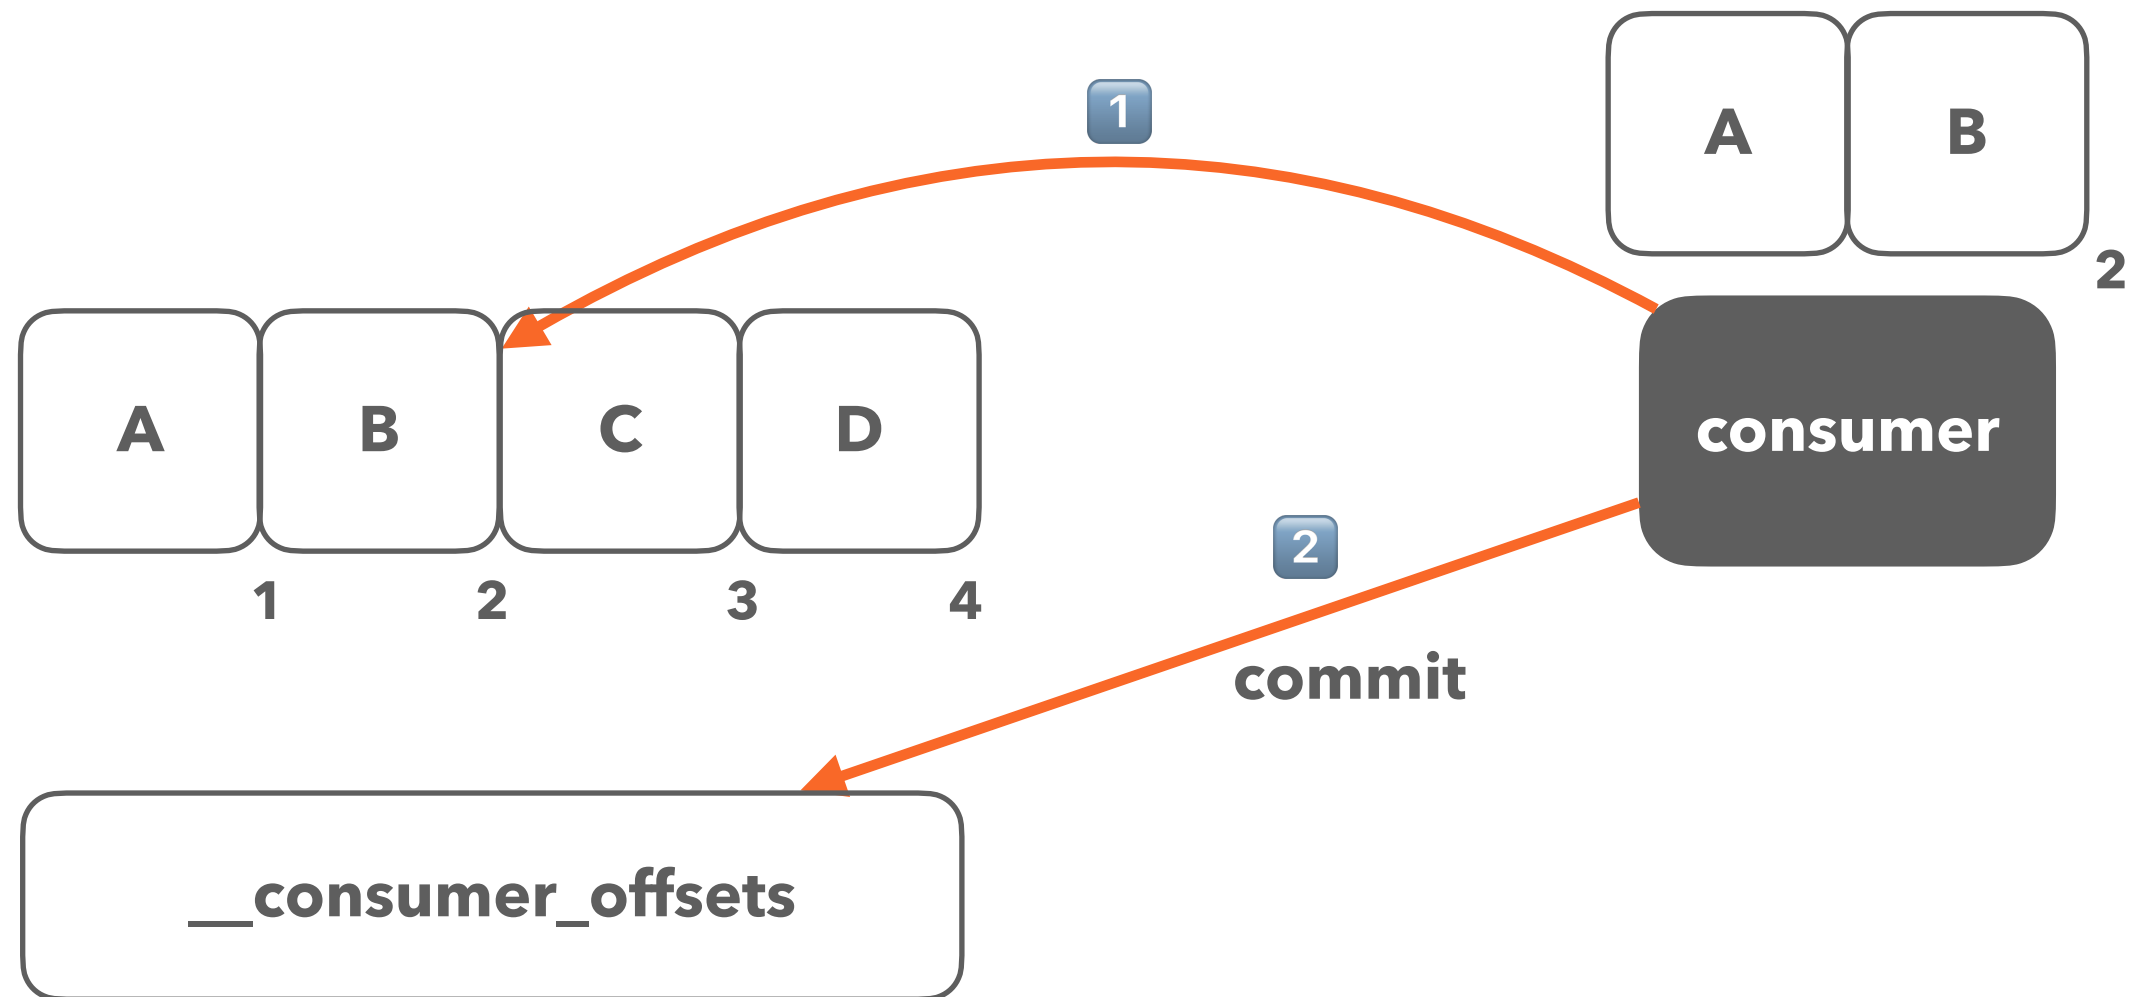 1
A B
2
consumer
A B C D
1 2 3 4
2
commit
__consumer_offsets